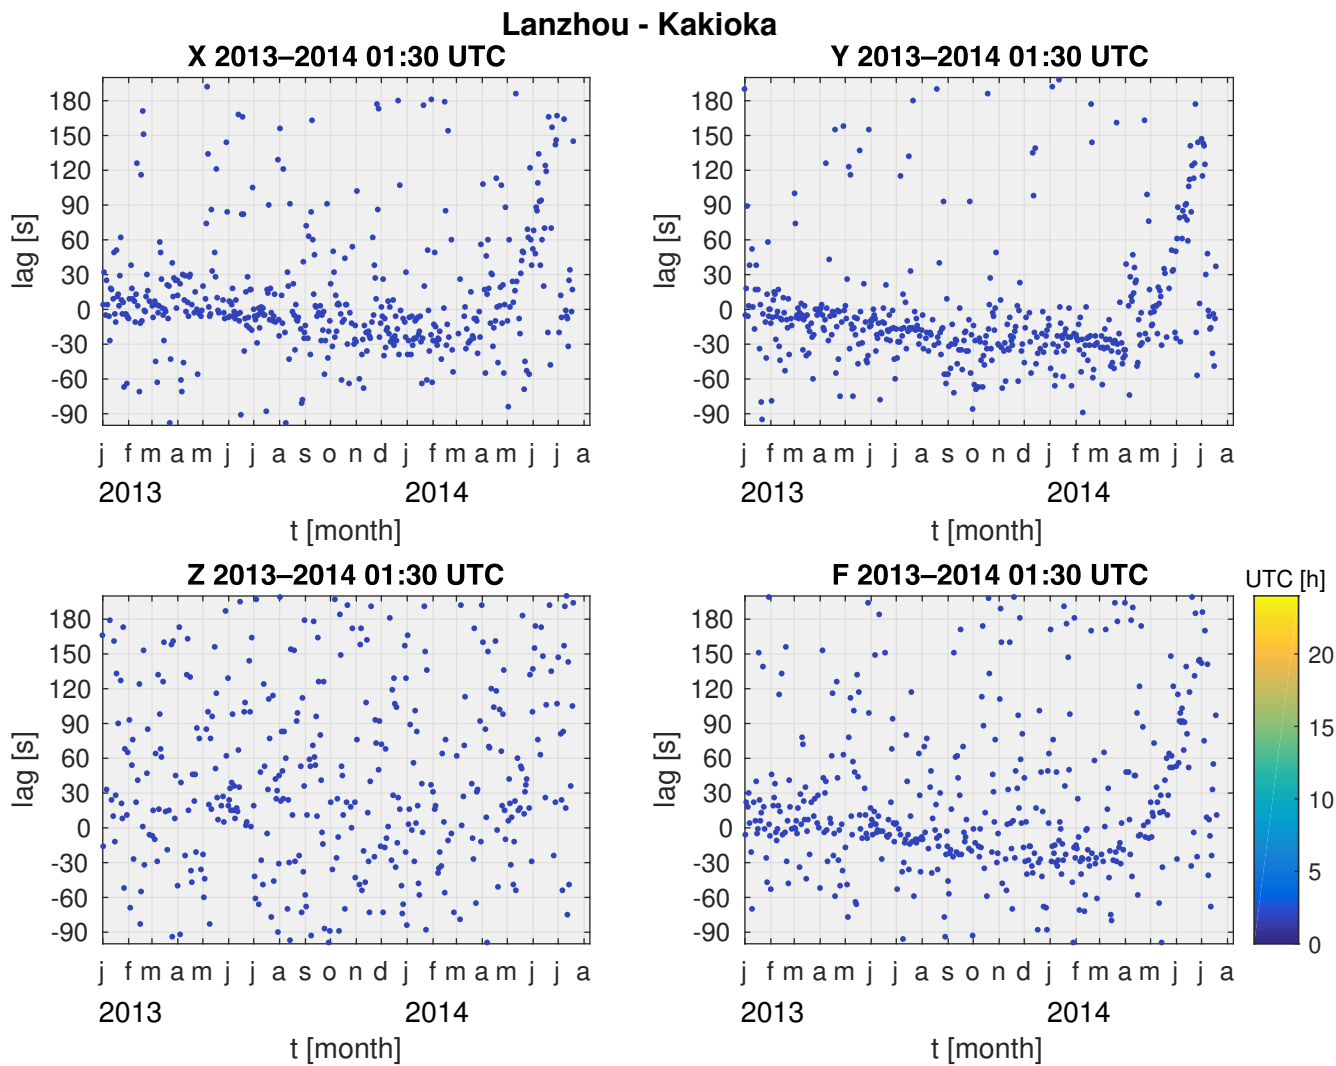 Lanzhou - Kakioka
X 2013–2014 01:30 UTC
180
150
120
90
60
30
0
-30
-60
-90
lag [s]
j f m a m j j a s o n d j f m a m j j a
2013 2014
t [month]
Y 2013–2014 01:30 UTC
180
150
120
90
60
30
0
-30
-60
-90
lag [s]
j f m a m j j a s o n d j f m a m j j a
2013 2014
t [month]
Z 2013–2014 01:30 UTC
180
150
120
90
60
30
0
-30
-60
-90
lag [s]
j f m a m j j a s o n d j f m a m j j a
2013 2014
t [month]
F 2013–2014 01:30 UTC
180
150
120
90
60
30
0
-30
-60
-90
lag [s]
j f m a m j j a s o n d j f m a m j j a
2013 2014
t [month]
UTC [h]
20
15
10
5
0